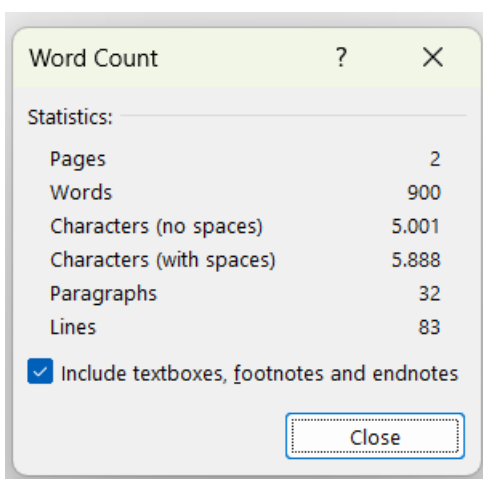 Word Count ?
Statistics:
Pages 2
Words 900
Characters (no spaces) 5.001
Characters (with spaces) 5.888
Paragraphs 32
Lines 83
Include textboxes, footnotes and endnotes
Close